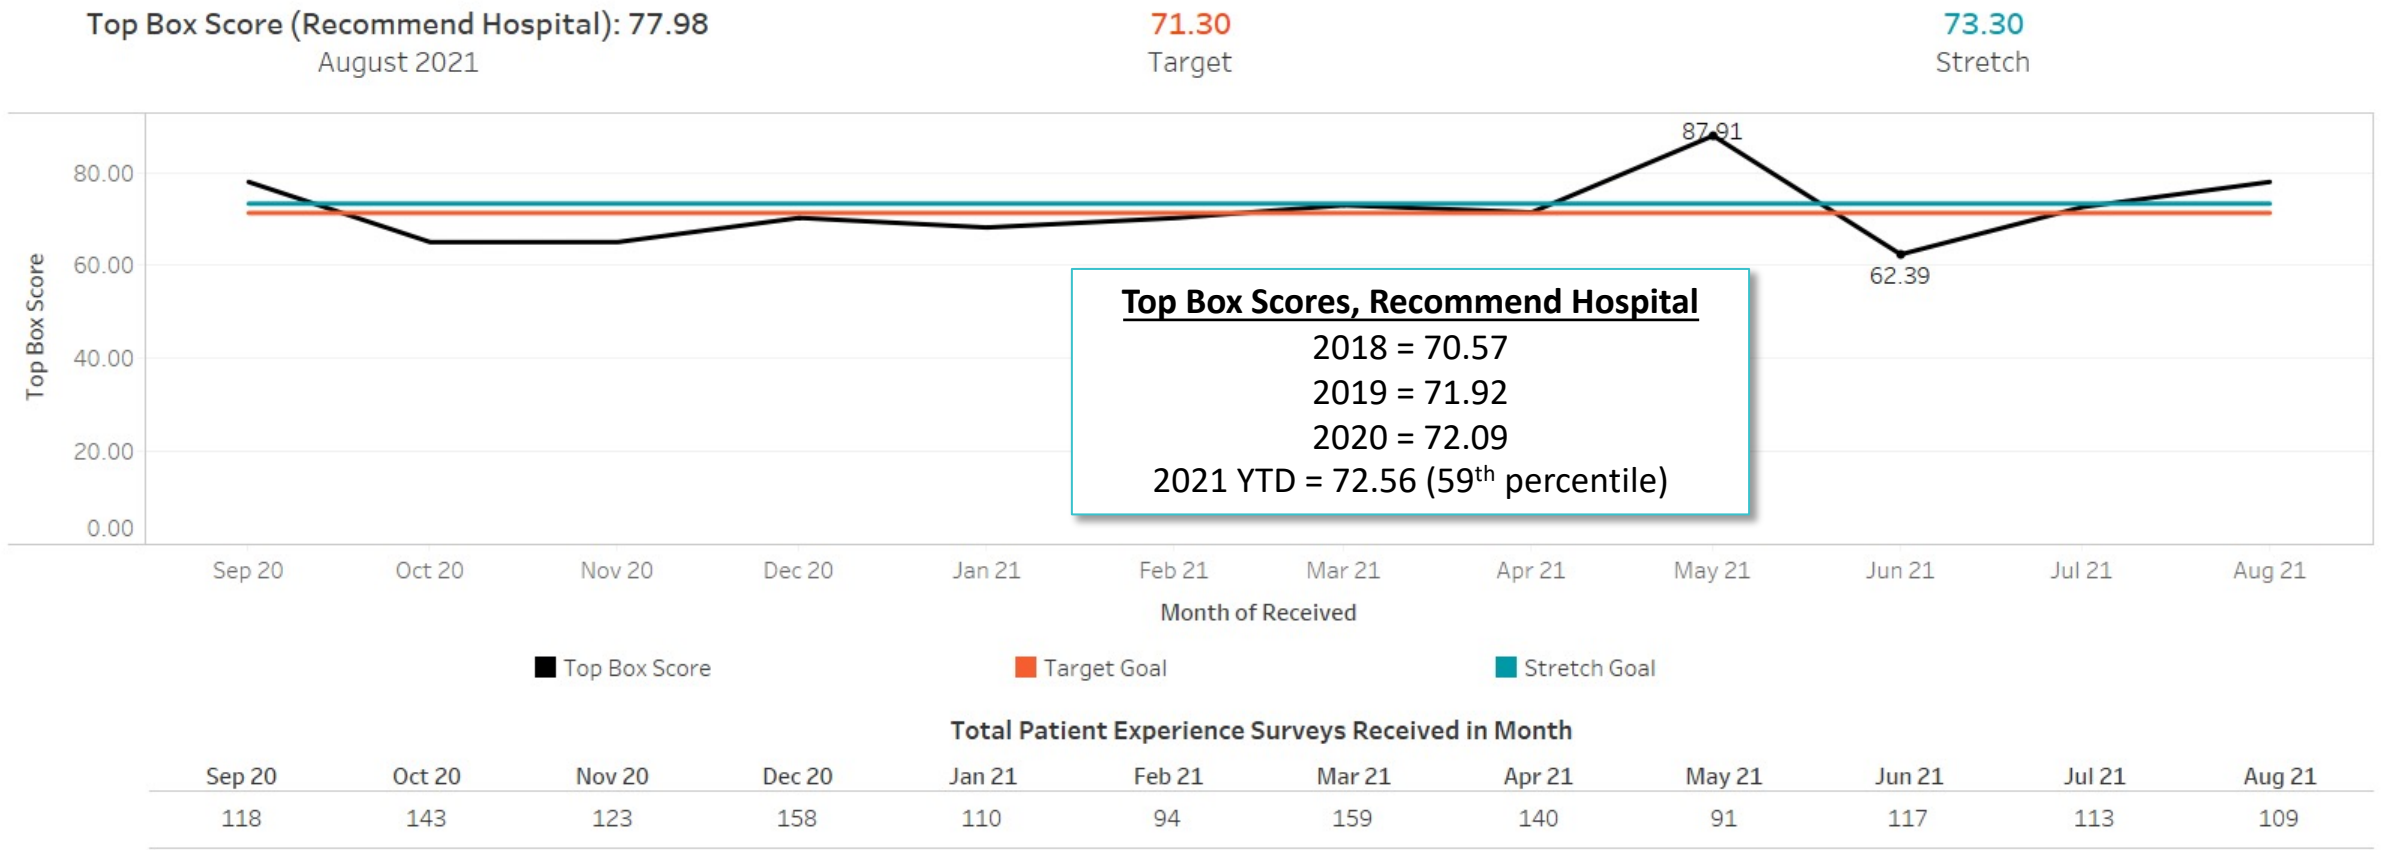 Top Box Score (Recommend Hospital): 77.98 71.30 73.30
August 2021 Target Stretch
87.91
80.00
60.00
62.39
40.00
20.00
0.00
Top Box Score
Top Box Scores, Recommend Hospital
2018 = 70.57
2019 = 71.92
2020 = 72.09
2021 YTD = 72.56 (59th percentile)
Sep 20 Oct 20 Nov 20 Dec 20 Jan 21 Feb 21 Mar 21 Apr 21 May 21 Jun 21 Jul 21 Aug 21
Month of Received
Top Box Score Target Goal Stretch Goal
Total Patient Experience Surveys Received in Month
Sep 20 Oct 20 Nov 20 Dec 20 Jan 21 Feb 21 Mar 21 Apr 21 May 21 Jun 21 Jul 21 Aug 21
118 143 123 158 110 94 159 140 91 117 113 109